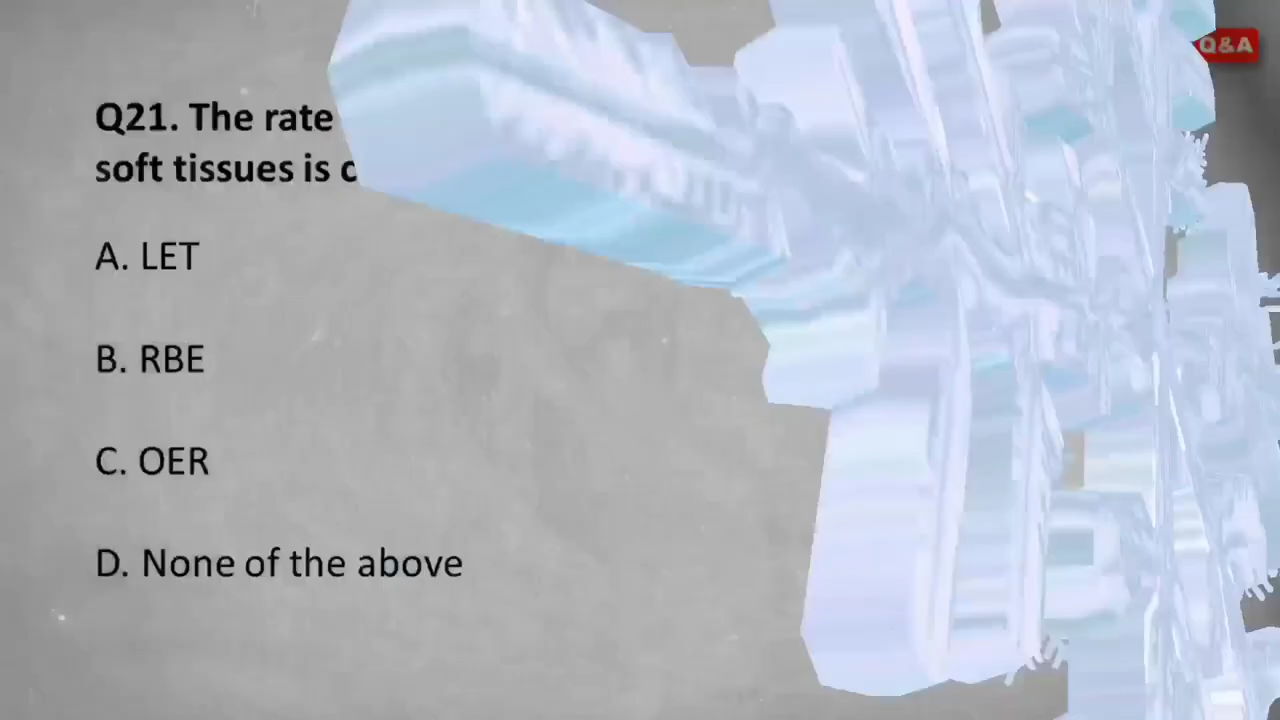 Q&A
Q21. The rate
soft tissues is
A. LET
B. RBE
C. OER
D. None of the above